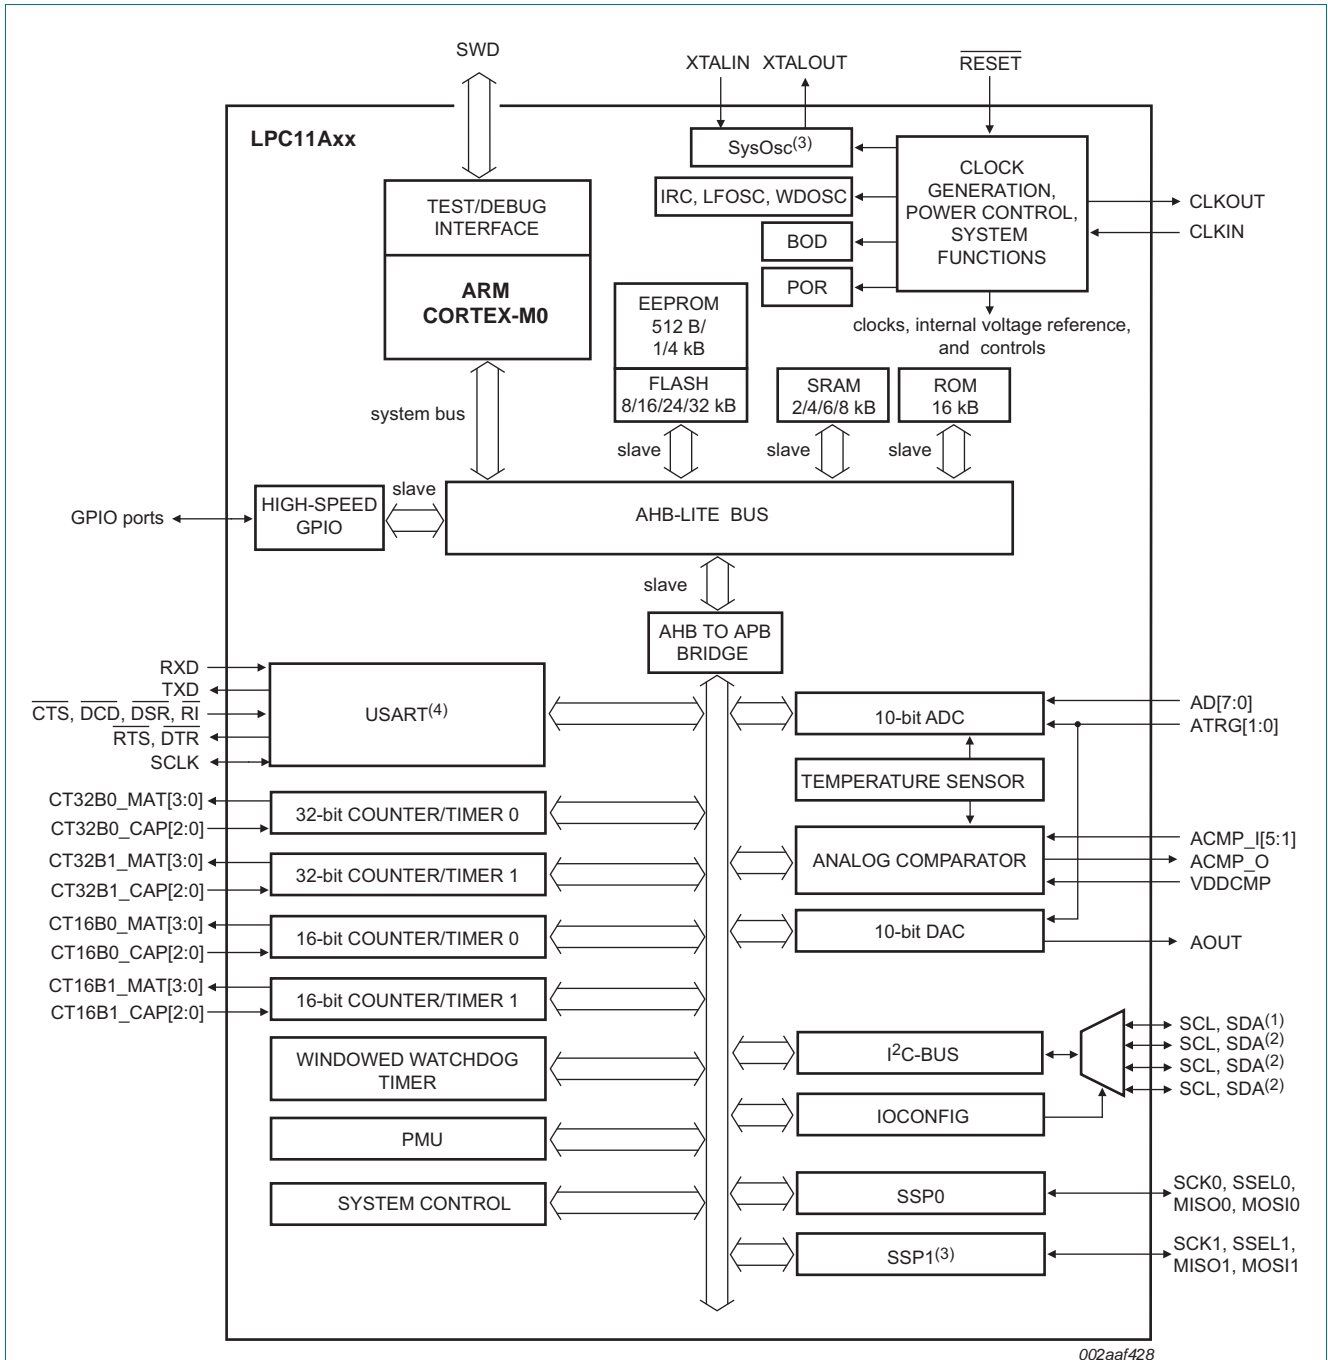 SWD
XTALIN XTALOUT
RESET
LPC11Axx
SysOsc(3)
IRC, LFOSC, WDOSC
BOD
POR
CLOCK
GENERATION,
POWER CONTROL,
SYSTEM
FUNCTIONS
CLKOUT
CLKIN
clocks, internal voltage reference,
and controls
TEST/DEBUG
INTERFACE
ARM
CORTEX-M0
EEPROM
512 B/
1/4 kB
FLASH
8/16/24/32 kB
SRAM
2/4/6/8 kB
ROM
16 kB
system bus
slave
slave
slave
slave
GPIO ports
HIGH-SPEED
GPIO
AHB-LITE BUS
slave
AHB TO APB
BRIDGE
RXD
TXD
CTS, DCD, DSR, RI
RTS, DTR
SCLK
USART(4)
10-bit ADC
AD[7:0]
ATRG[1:0]
TEMPERATURE SENSOR
CT32B0_MAT[3:0]
CT32B0_CAP[2:0]
32-bit COUNTER/TIMER 0
ANALOG COMPARATOR
ACMP_I[5:1]
ACMP_O
VDDCMP
CT32B1_MAT[3:0]
CT32B1_CAP[2:0]
32-bit COUNTER/TIMER 1
CT16B0_MAT[3:0]
CT16B0_CAP[2:0]
16-bit COUNTER/TIMER 0
10-bit DAC
AOUT
CT16B1_MAT[3:0]
CT16B1_CAP[2:0]
16-bit COUNTER/TIMER 1
WINDOWED WATCHDOG
TIMER
I2C-BUS
SCL, SDA(1)
SCL, SDA(2)
SCL, SDA(2)
SCL, SDA(2)
IOCONFIG
PMU
SYSTEM CONTROL
SSP0
SCK0, SSEL0,
MISO0, MOSI0
SSP1(3)
SCK1, SSEL1,
MISO1, MOSI1
002aaf428